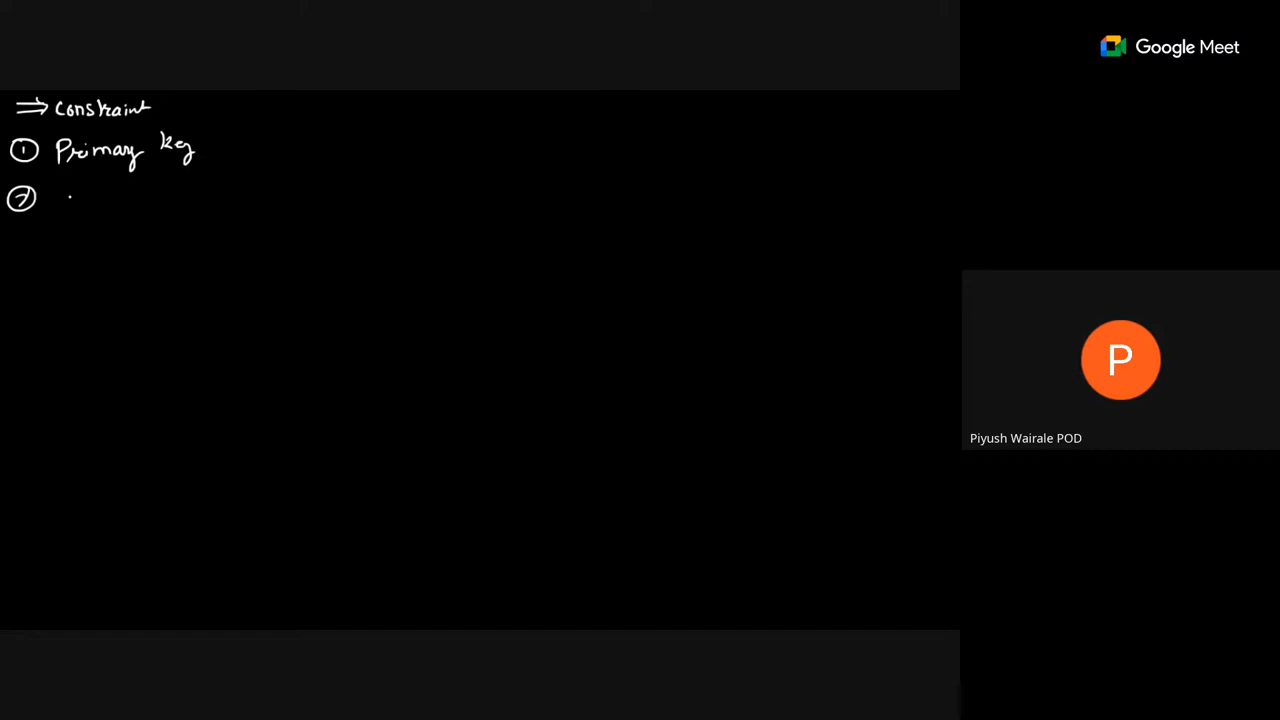 Google Meet
⇒ Constraint
① Primary key
②
P
Piyush Wairale POD